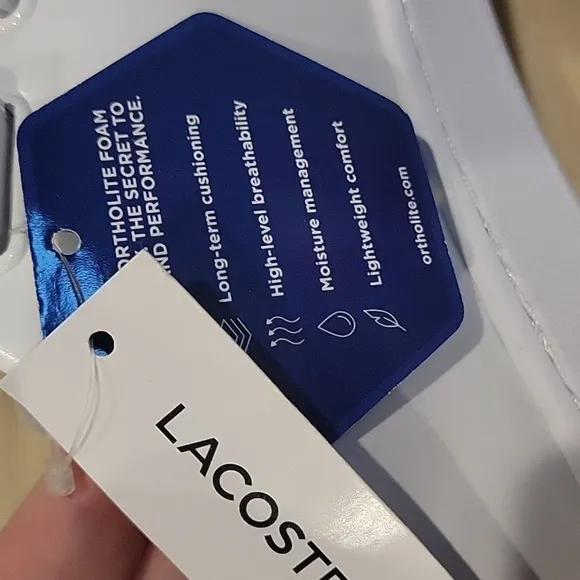 ORTHOLITE FOAM
THE SECRET TO
PERFORMANCE.
Long-term cushioning
High-level breathability
Moisture management
Lightweight comfort
ortholite.com
LACOSTE